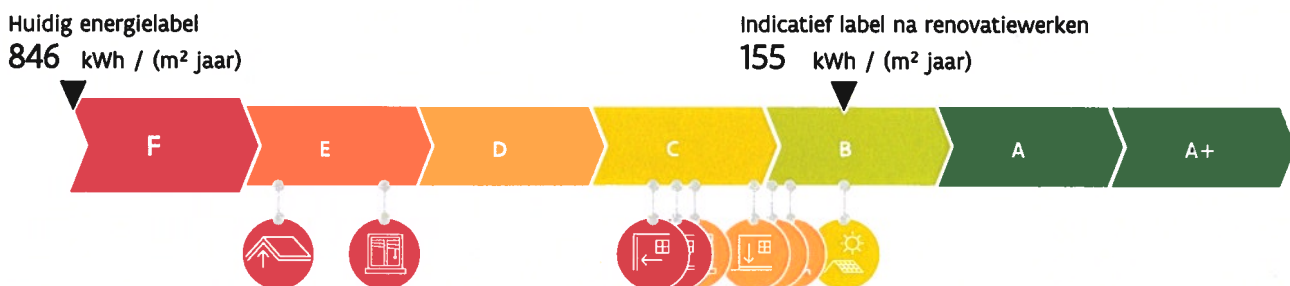 Huidig energielabel
846 kWh / (m² jaar)
Indicatief label na renovatiewerken
155 kWh / (m² jaar)
F
E
D
C
B
A
A+